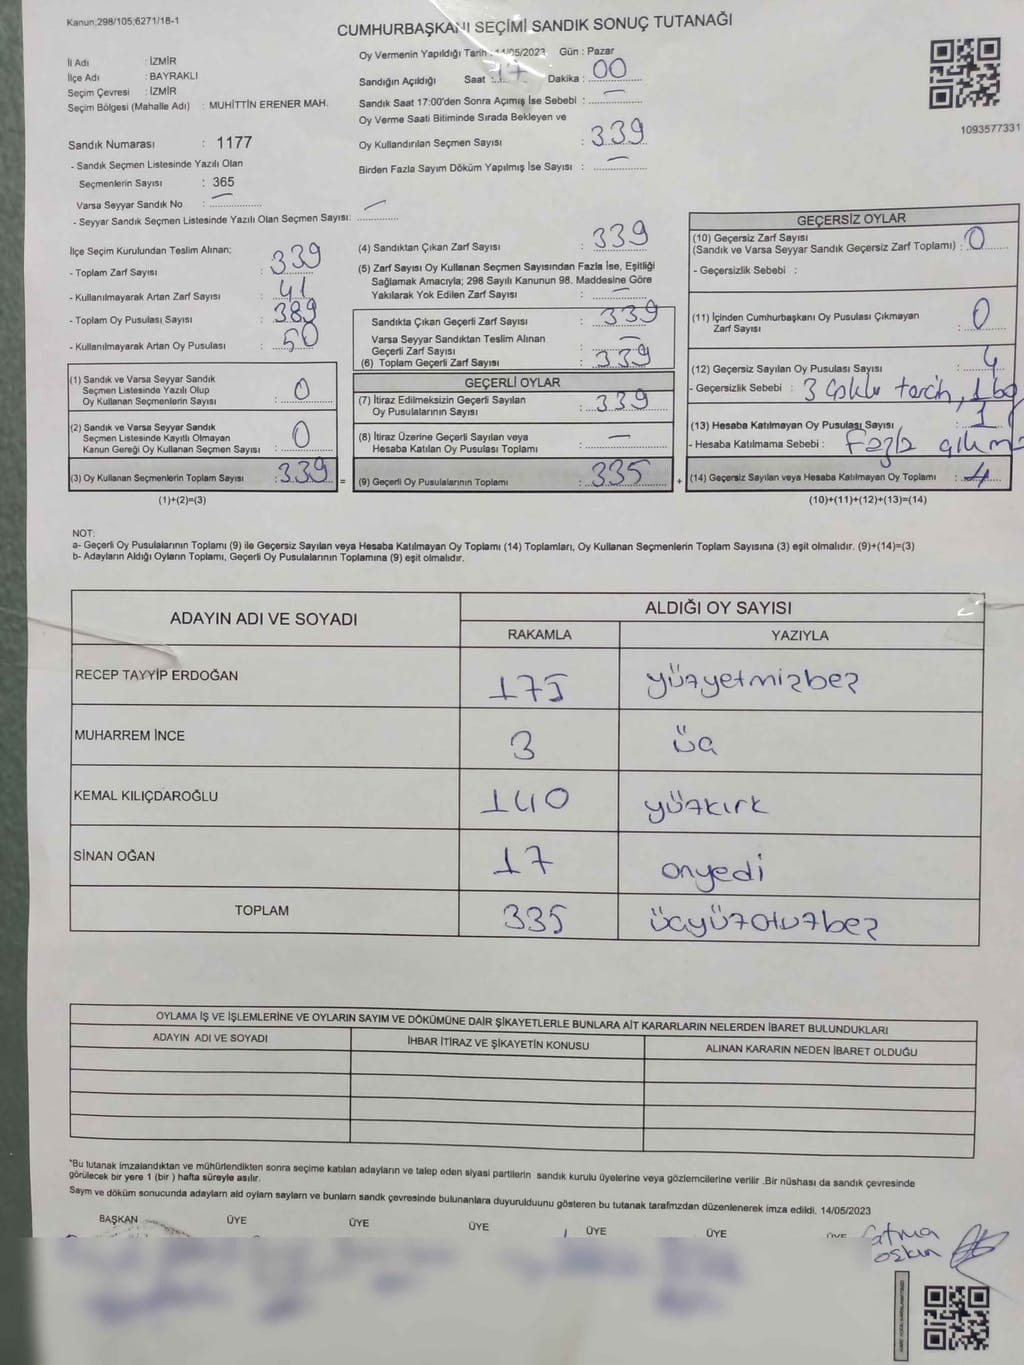 Kanun;298/105;6271/18-1
CUMHURBAŞKANI SEÇİMİ SANDIK SONUÇ TUTANAĞI
İl Adı : İZMİR
İlçe Adı : BAYRAKLI
Seçim Çevresi : İZMİR
Seçim Bölgesi (Mahalle Adı) : MUHİTTİN ERENER MAH.
Sandık Numarası : 1177
- Sandık Seçmen Listesinde Yazılı Olan
Seçmenlerin Sayısı : 365
Varsa Seyyar Sandık No : —
- Seyyar Sandık Seçmen Listesinde Yazılı Olan Seçmen Sayısı: —
Oy Vermenin Yapıldığı Tarih : 14/05/2023 Gün : Pazar
Sandığın Açıldığı Saat : 17 Dakika : 00
Sandık Saat 17:00'den Sonra Açımış İse Sebebi : —
Oy Verme Saati Bitiminde Sırada Bekleyen ve
Oy Kullandırılan Seçmen Sayısı : 339
Birden Fazla Sayım Döküm Yapılmış İse Sayısı : —
1093577331
İlçe Seçim Kurulundan Teslim Alınan;
- Toplam Zarf Sayısı : 339
- Kullanılmayarak Artan Zarf Sayısı : 41
- Toplam Oy Pusulası Sayısı : 389
- Kullanılmayarak Artan Oy Pusulası : 50
(1) Sandık ve Varsa Seyyar Sandık
Seçmen Listesinde Yazılı Olup
Oy Kullanan Seçmenlerin Sayısı : 0
(2) Sandık ve Varsa Seyyar Sandık
Seçmen Listesinde Kayıtlı Olmayan
Kanun Gereği Oy Kullanan Seçmen Sayısı : 0
(3) Oy Kullanan Seçmenlerin Toplam Sayısı : 339 =
(1)+(2)=(3)
(4) Sandıktan Çıkan Zarf Sayısı : 339
(5) Zarf Sayısı Oy Kullanan Seçmen Sayısından Fazla İse, Eşitliği
Sağlamak Amacıyla; 298 Sayılı Kanunun 98. Maddesine Göre
Yakılarak Yok Edilen Zarf Sayısı : —
Sandıkta Çıkan Geçerli Zarf Sayısı : 339
Varsa Seyyar Sandıktan Teslim Alınan
Geçerli Zarf Sayısı : —
(6) Toplam Geçerli Zarf Sayısı : 339
GEÇERLİ OYLAR
(7) İtiraz Edilmeksizin Geçerli Sayılan
Oy Pusulalarının Sayısı : 339
(8) İtiraz Üzerine Geçerli Sayılan veya
Hesaba Katılan Oy Pusulası Toplamı : —
(9) Geçerli Oy Pusulalarının Toplamı : 335 +
GEÇERSİZ OYLAR
(10) Geçersiz Zarf Sayısı
(Sandık ve Varsa Seyyar Sandık Geçersiz Zarf Toplamı) : 0
- Geçersizlik Sebebi :
(11) İçinden Cumhurbaşkanı Oy Pusulası Çıkmayan
Zarf Sayısı : 0
(12) Geçersiz Sayılan Oy Pusulası Sayısı : 4
- Geçersizlik Sebebi : 3 Çoklu tercih, 1 boş
(13) Hesaba Katılmayan Oy Pusulası Sayısı : 1
- Hesaba Katılmama Sebebi : Fazla çıkma
(14) Geçersiz Sayılan veya Hesaba Katılmayan Oy Toplamı : 4
(10)+(11)+(12)+(13)=(14)
NOT:
a- Geçerli Oy Pusulalarının Toplamı (9) ile Geçersiz Sayılan veya Hesaba Katılmayan Oy Toplamı (14) Toplamları, Oy Kullanan Seçmenlerin Toplam Sayısına (3) eşit olmalıdır. (9)+(14)=(3)
b- Adayların Aldığı Oyların Toplamı, Geçerli Oy Pusulalarının Toplamına (9) eşit olmalıdır.
ADAYIN ADI VE SOYADI ALDIĞI OY SAYISI
RAKAMLA YAZIYLA
RECEP TAYYİP ERDOĞAN 175 yüzyetmişbeş
MUHARREM İNCE 3 üç
KEMAL KILIÇDAROĞLU 140 yüzkırk
SİNAN OĞAN 17 onyedi
TOPLAM 335 üçyüzotuzbeş
OYLAMA İŞ VE İŞLEMLERİNE VE OYLARIN SAYIM VE DÖKÜMÜNE DAİR ŞİKAYETLERLE BUNLARA AİT KARARLARIN NELERDEN İBARET BULUNDUKLARI
ADAYIN ADI VE SOYADI İHBAR İTİRAZ VE ŞİKAYETİN KONUSU ALINAN KARARIN NEDEN İBARET OLDUĞU
*Bu tutanak imzalandıktan ve mühürlendikten sonra seçime katılan adayların ve talep eden siyasi partilerin sandık kurulu üyelerine veya gözlemcilerine verilir .Bir nüshası da sandık çevresinde
görülecek bir yere 1 (bir ) hafta süreyle asılır.
Sayım ve döküm sonucunda adayların ald oyların sayları ve bunların sandk çevresinde bulunanlara duyurulduunu gösteren bu tutanak tarafmzdan düzenlenerek imza edildi. 14/05/2023
BAŞKAN ÜYE ÜYE ÜYE ÜYE ÜYE ÜYE